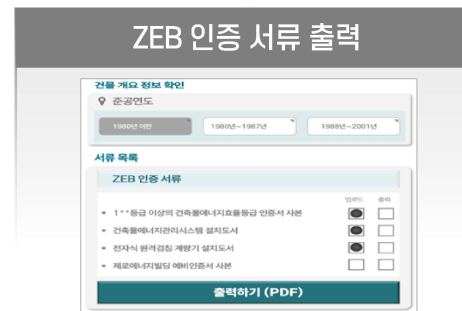 ZEB 인증 서류 출력
건물 개요 정보 확인
준공연도
1980년 이전
1980년~1987년
1988년~2001년
서류 목록
ZEB 인증 서류
업로드 출력
• 1++등급 이상의 건축물에너지효율등급 인증서 사본
• 건축물에너지관리시스템 설치도서
• 전자식 원격검침 계량기 설치도서
• 제로에너지빌딩 예비인증서 사본
출력하기 (PDF)